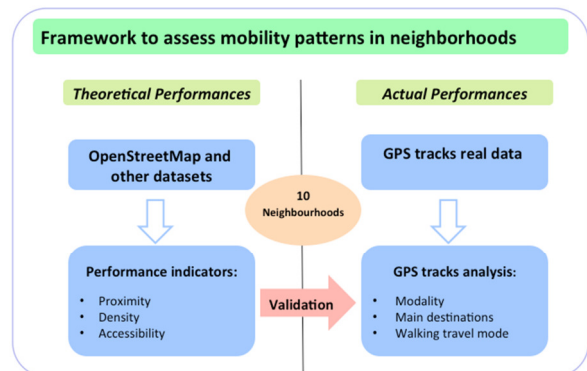 Framework to assess mobility patterns in neighborhoods
Theoretical Performances
Actual Performances
OpenStreetMap and
other datasets
GPS tracks real data
10
Neighbourhoods
Performance indicators:
• Proximity
• Density
• Accessibility
Validation
GPS tracks analysis:
• Modality
• Main destinations
• Walking travel mode